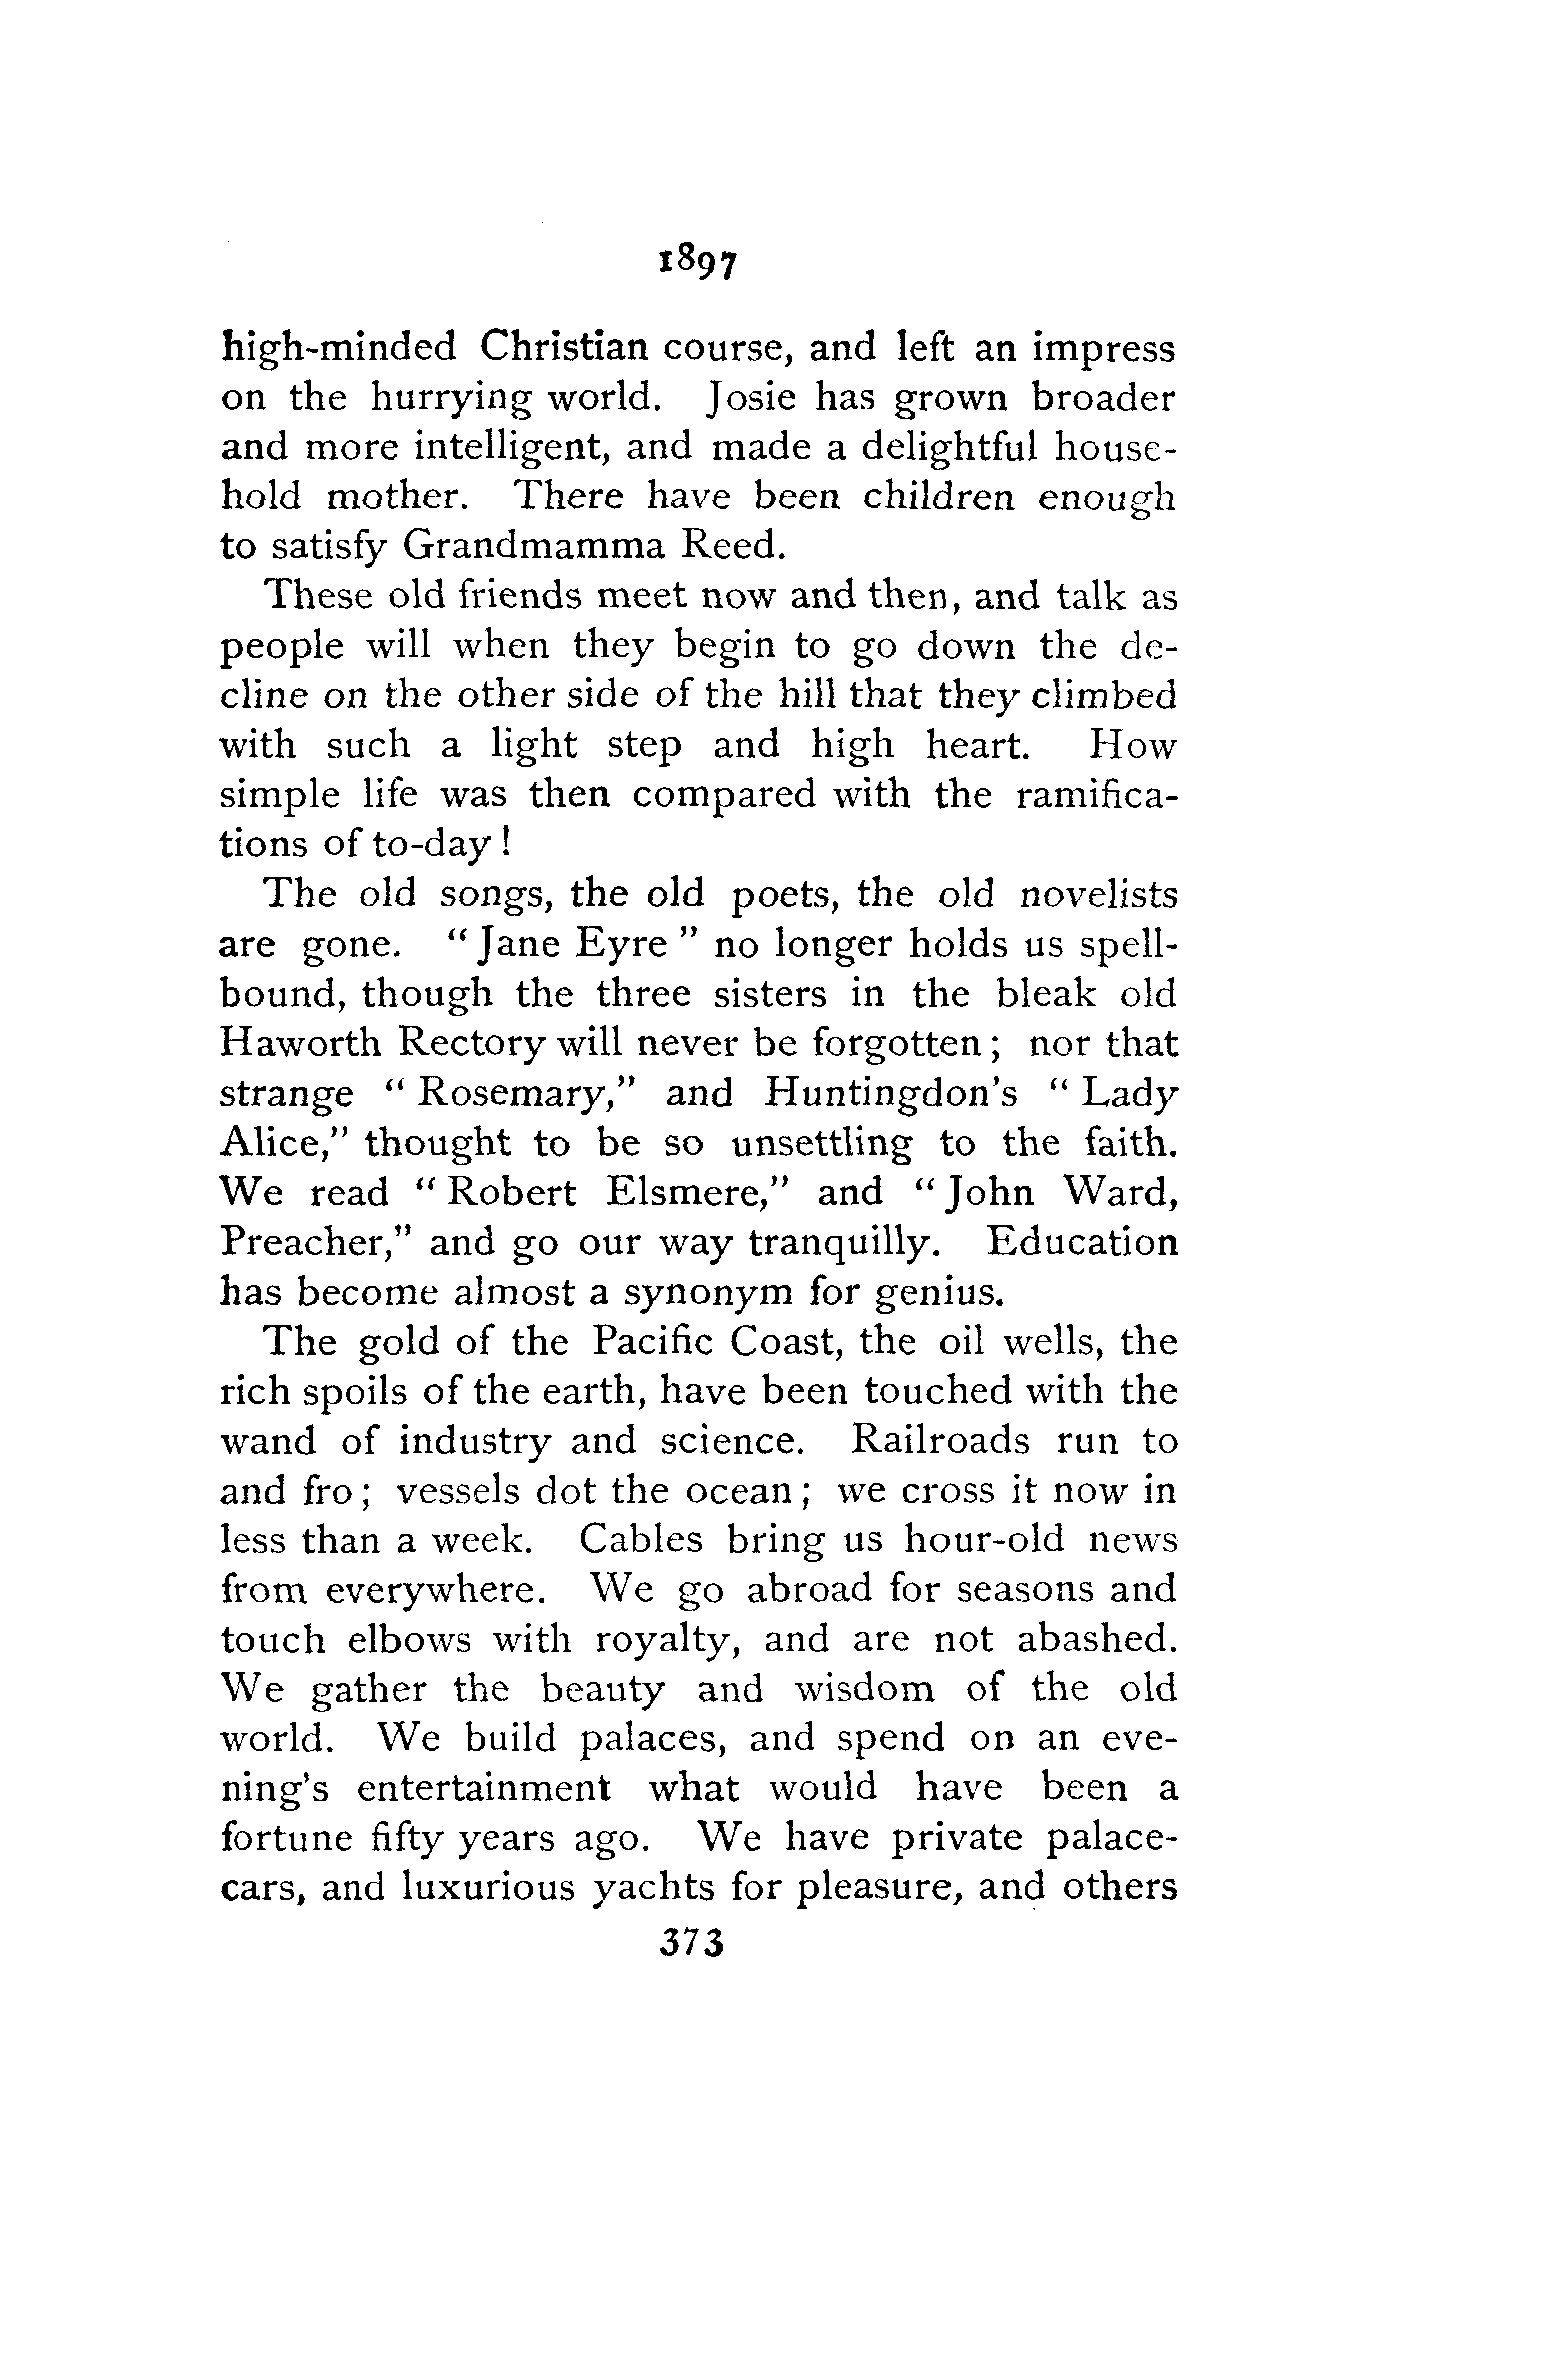 1897
high-minded Christian course, and left an impress
on the hurrying world. Josie has grown broader
and more intelligent, and made a delightful house-
hold mother. There have been children enough
to satisfy Grandmamma Reed.
These old friends meet now and then, and talk as
people will when they begin to go down the de-
cline on the other side of the hill that they climbed
with such a light step and high heart. How
simple life was then compared with the ramifica-
tions of to-day!
The old songs, the old poets, the old novelists
are gone. "Jane Eyre" no longer holds us spell-
bound, though the three sisters in the bleak old
Haworth Rectory will never be forgotten; nor that
strange "Rosemary," and Huntingdon's "Lady
Alice," thought to be so unsettling to the faith.
We read "Robert Elsmere," and "John Ward,
Preacher," and go our way tranquilly. Education
has become almost a synonym for genius.
The gold of the Pacific Coast, the oil wells, the
rich spoils of the earth, have been touched with the
wand of industry and science. Railroads run to
and fro; vessels dot the ocean; we cross it now in
less than a week. Cables bring us hour-old news
from everywhere. We go abroad for seasons and
touch elbows with royalty, and are not abashed.
We gather the beauty and wisdom of the old
world. We build palaces, and spend on an eve-
ning's entertainment what would have been a
fortune fifty years ago. We have private palace-
cars, and luxurious yachts for pleasure, and others
373